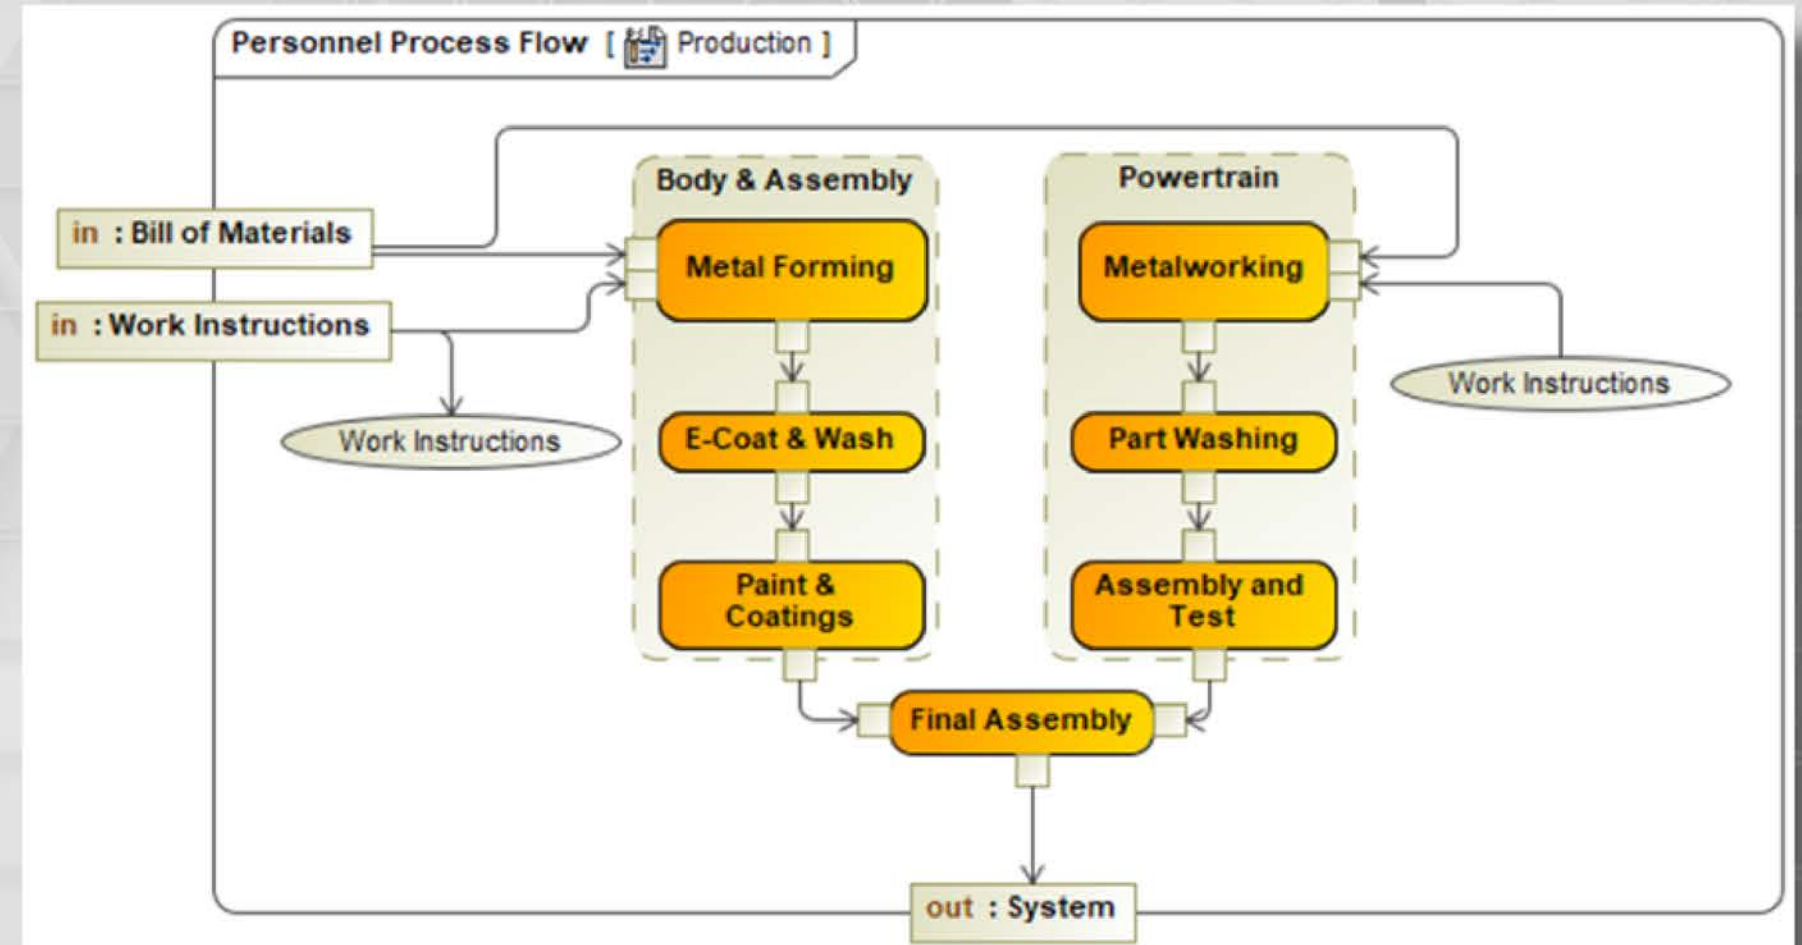 Personnel Process Flow [ Production ]
Body & Assembly
Powertrain
in : Bill of Materials
Metal Forming
Metalworking
in : Work Instructions
Work Instructions
E-Coat & Wash
Part Washing
Work Instructions
Paint &
Coatings
Assembly and
Test
Final Assembly
out : System